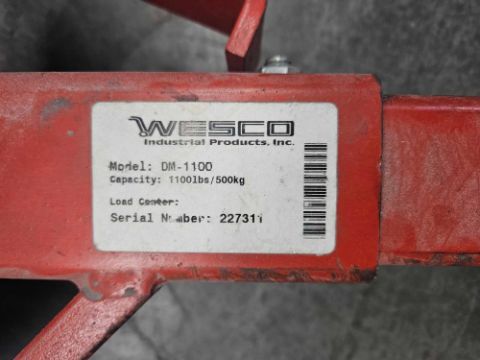 WESCO
Industrial Products, Inc.
Model: DM-1100
Capacity: 1100lbs/500kg
Load Center:
Serial Number: 227311